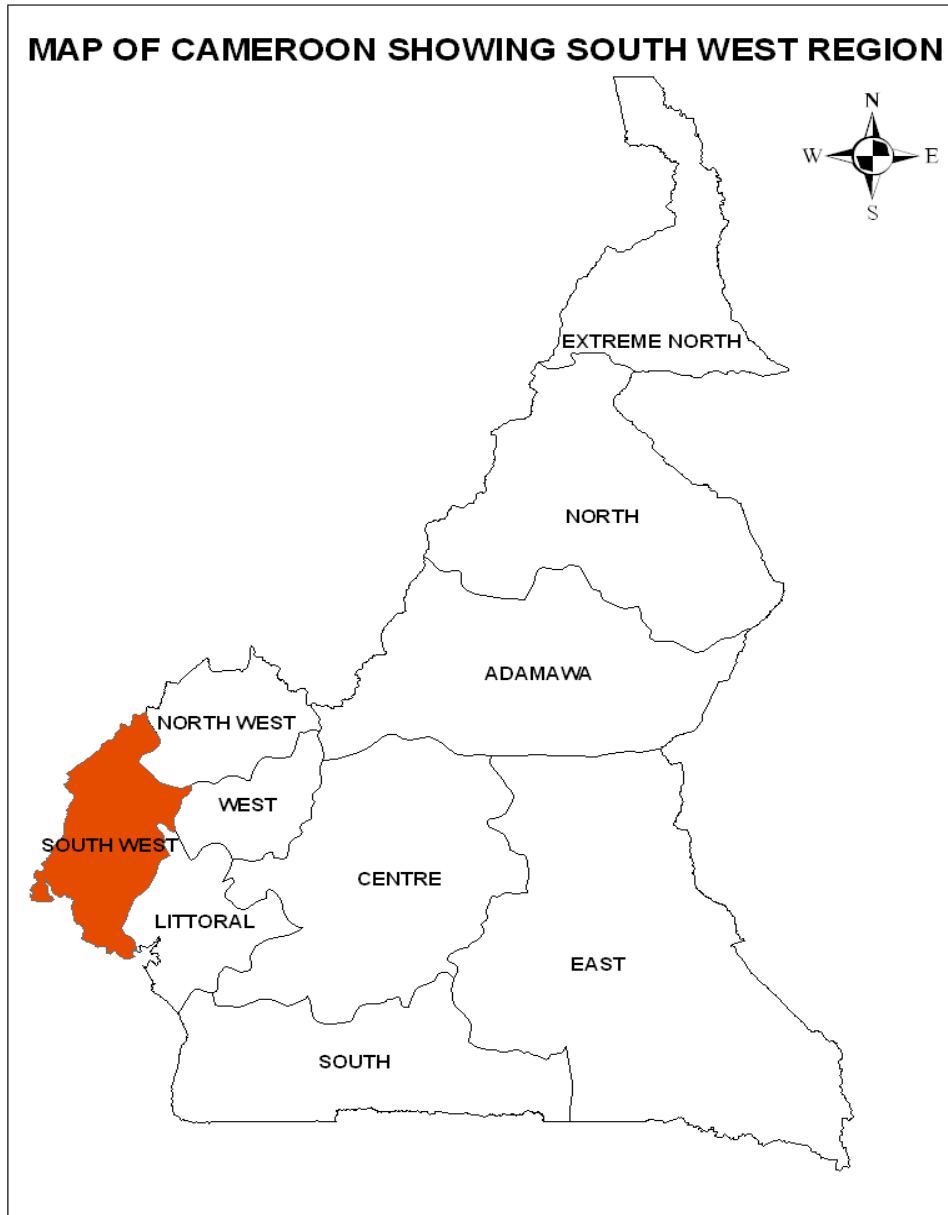 MAP OF CAMEROON SHOWING SOUTH WEST REGION
N
W E
S
EXTREME NORTH
NORTH
ADAMAWA
NORTH WEST
WEST
SOUTH WEST
CENTRE
LITTORAL
EAST
SOUTH